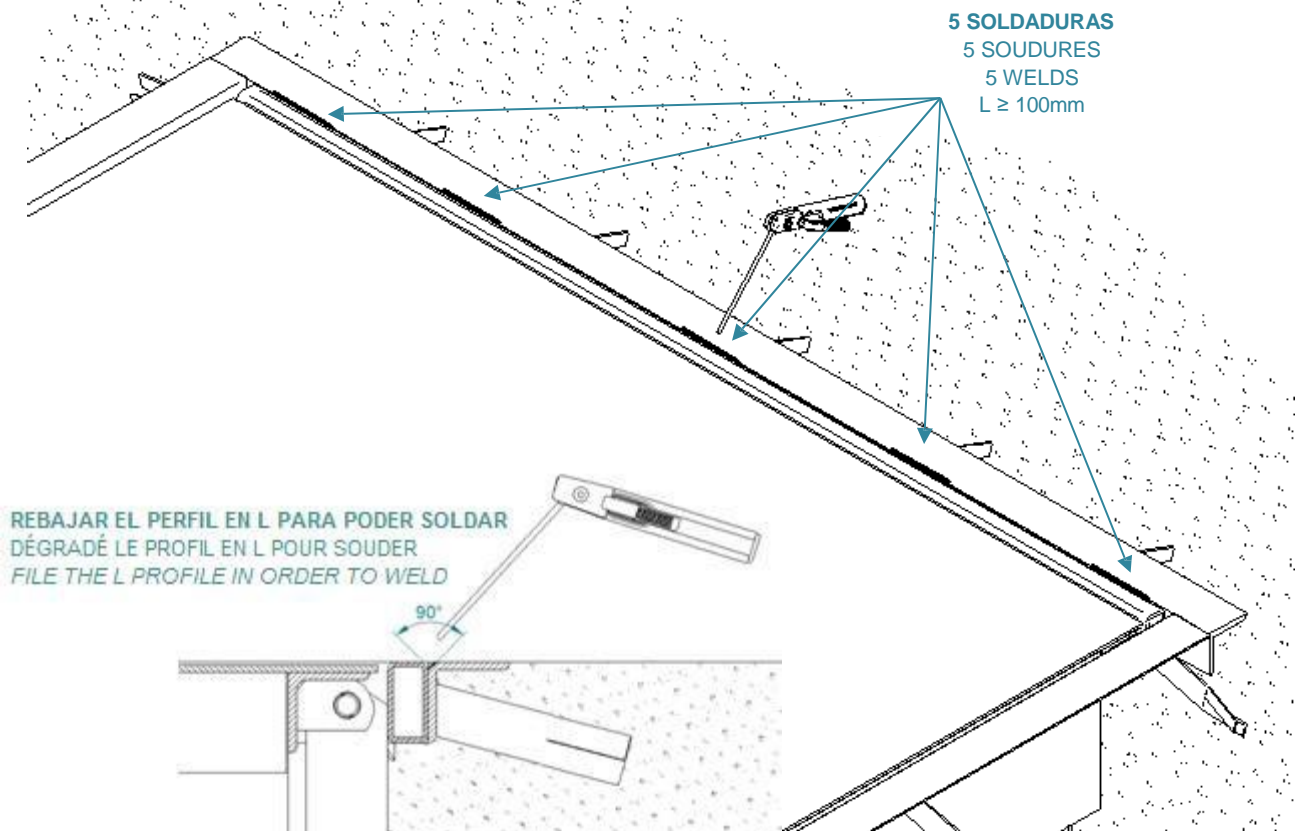 5 SOLDADURAS
5 SOUDURES
5 WELDS
L ≥ 100mm
REBAJAR EL PERFIL EN L PARA PODER SOLDAR
DÉGRADÉ LE PROFIL EN L POUR SOUDER
FILE THE L PROFILE IN ORDER TO WELD
90°